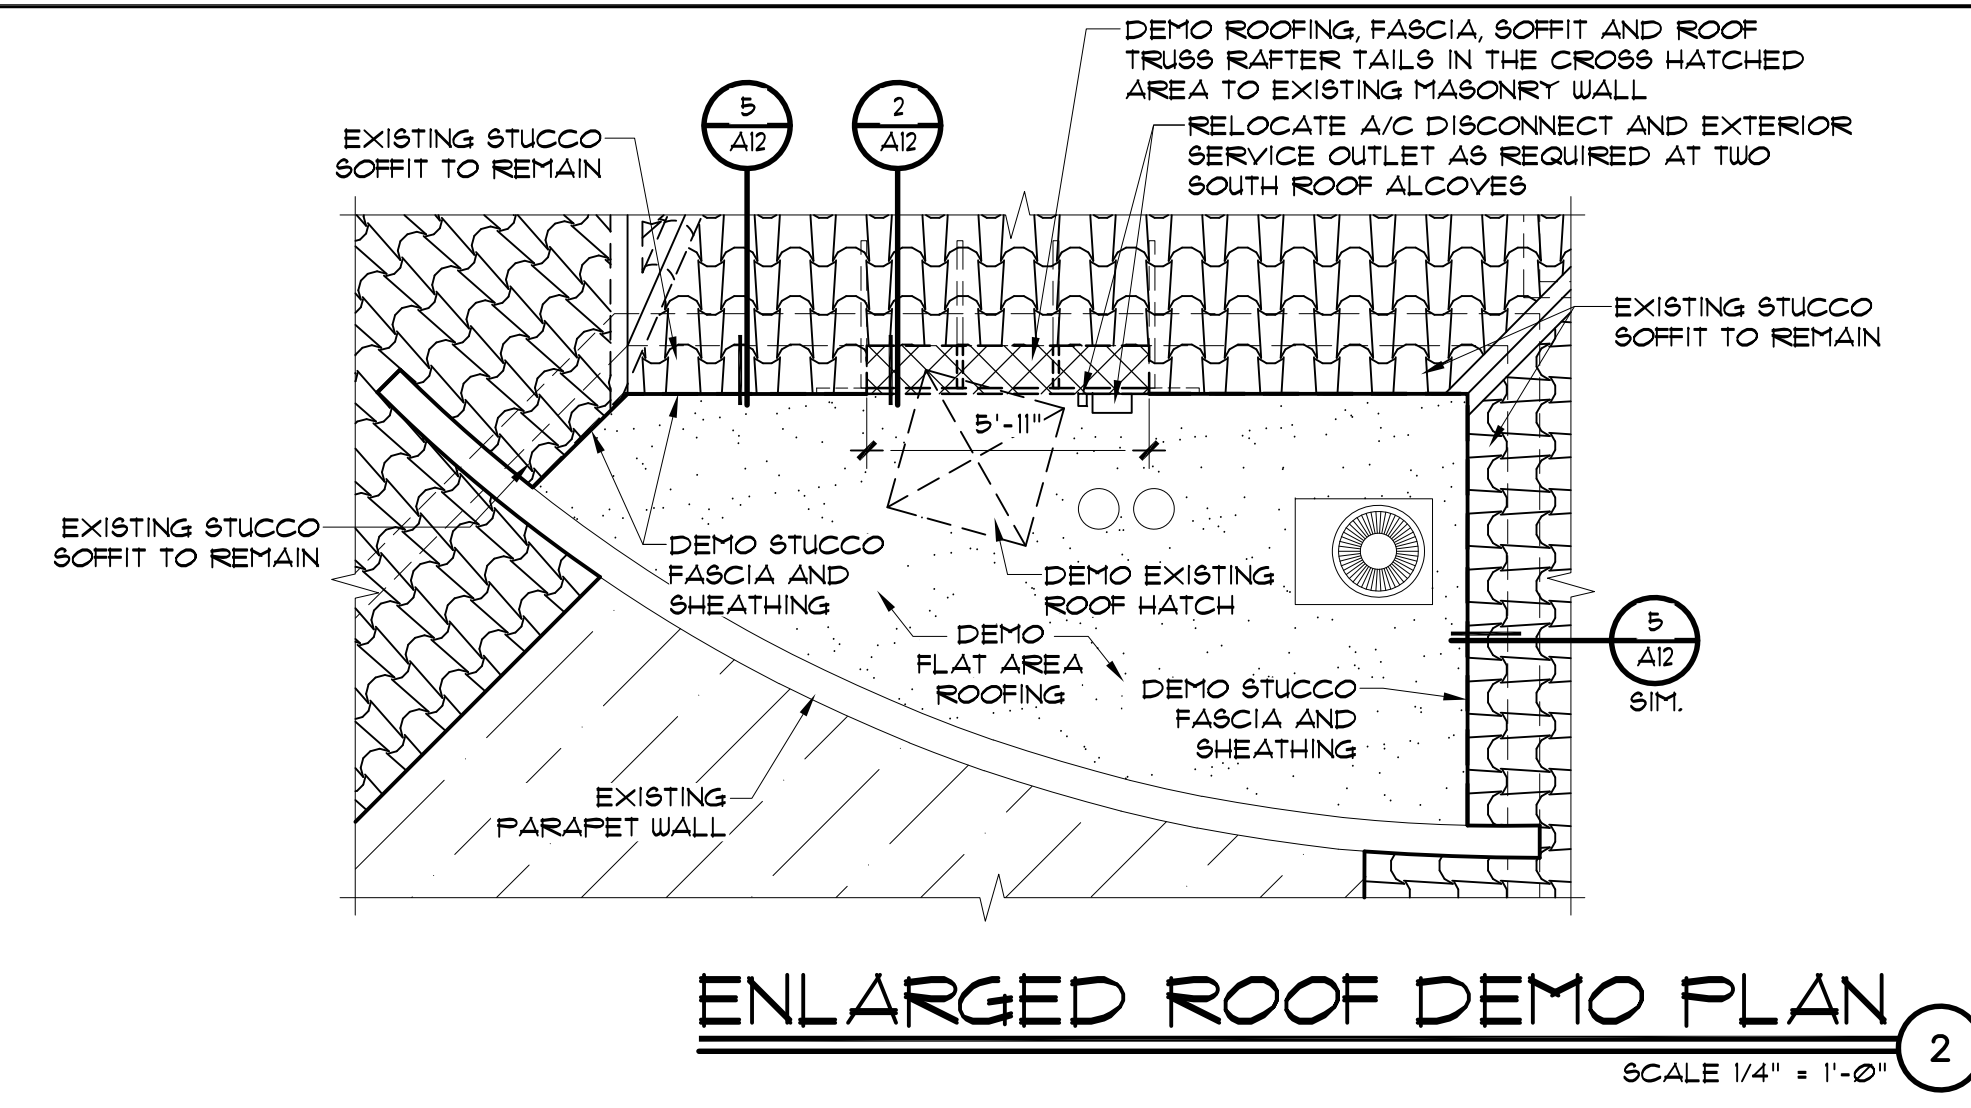 DEMO ROOFING, FASCIA, SOFFIT AND ROOF
TRUSS RAFTER TAILS IN THE CROSS HATCHED
AREA TO EXISTING MASONRY WALL
5
A12
2
A12
RELOCATE A/C DISCONNECT AND EXTERIOR
SERVICE OUTLET AS REQUIRED AT TWO
SOUTH ROOF ALCOVES
EXISTING STUCCO
SOFFIT TO REMAIN
EXISTING STUCCO
SOFFIT TO REMAIN
5'-11"
EXISTING STUCCO
SOFFIT TO REMAIN
DEMO STUCCO
FASCIA AND
SHEATHING
DEMO EXISTING
ROOF HATCH
DEMO
FLAT AREA
ROOFING
5
A12
SIM.
DEMO STUCCO
FASCIA AND
SHEATHING
EXISTING
PARAPET WALL
ENLARGED ROOF DEMO PLAN
2
SCALE 1/4" = 1'-0"